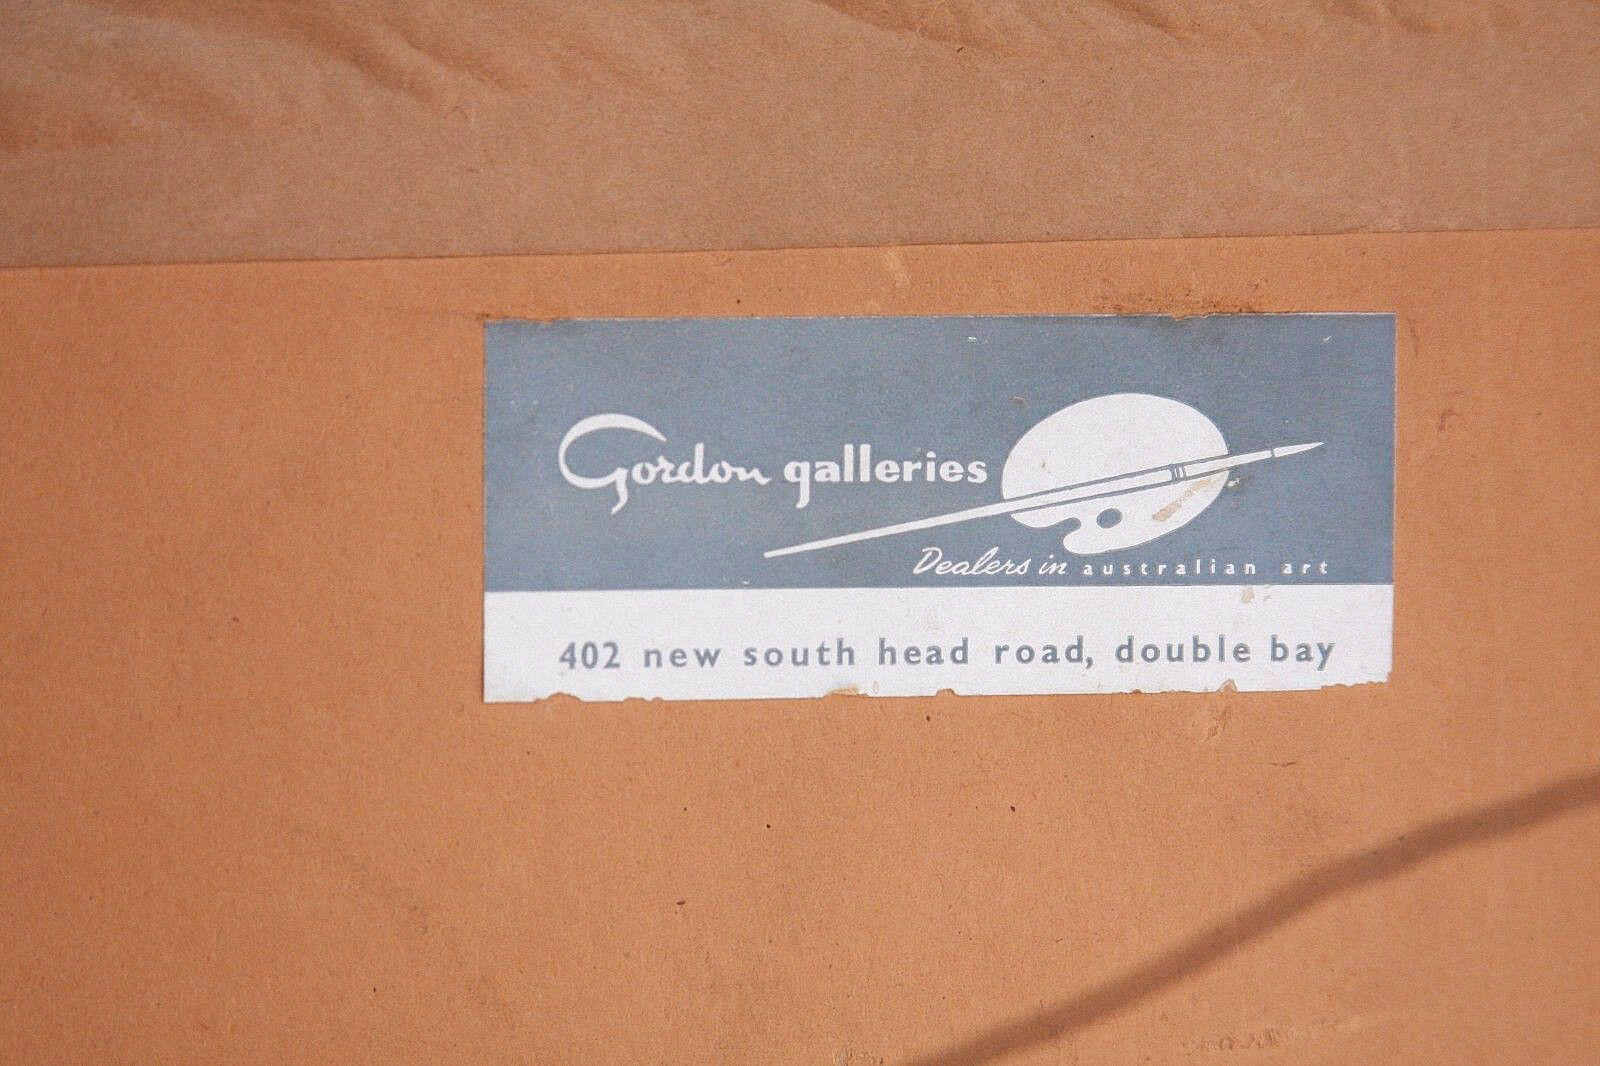 Gordon galleries
Dealers in australian art
402 new south head road, double bay